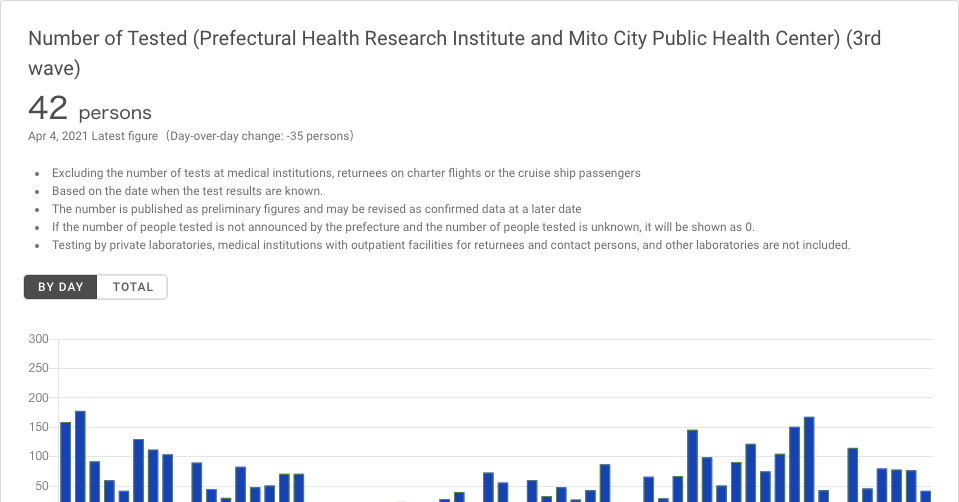 Number of Tested (Prefectural Health Research Institute and Mito City Public Health Center) (3rd
wave)
42 persons
Apr 4, 2021 Latest figure（Day-over-day change: -35 persons）
• Excluding the number of tests at medical institutions, returnees on charter flights or the cruise ship passengers
• Based on the date when the test results are known.
• The number is published as preliminary figures and may be revised as confirmed data at a later date
• If the number of people tested is not announced by the prefecture and the number of people tested is unknown, it will be shown as 0.
• Testing by private laboratories, medical institutions with outpatient facilities for returnees and contact persons, and other laboratories are not included.
BY DAY TOTAL
300
250
200
150
100
50